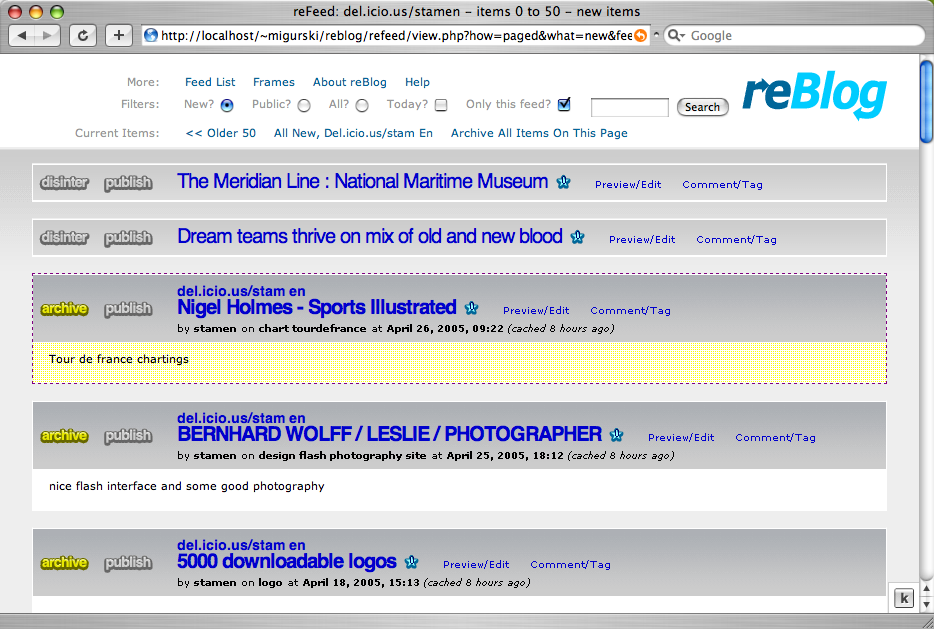 reFeed: del.icio.us/stamen – items 0 to 50 – new items
http://localhost/~migurski/reblog/refeed/view.php?how=paged&what=new&fee
Google
More: Feed List Frames About reBlog Help
Filters: New? Public? All? Today? Only this feed? Search
reBlog
Current Items: << Older 50 All New, Del.icio.us/stam En Archive All Items On This Page
disinter publish The Meridian Line : National Maritime Museum Preview/Edit Comment/Tag
disinter publish Dream teams thrive on mix of old and new blood Preview/Edit Comment/Tag
del.icio.us/stam en
archive publish Nigel Holmes - Sports Illustrated Preview/Edit Comment/Tag
by stamen on chart tourdefrance at April 26, 2005, 09:22 (cached 8 hours ago)
Tour de france chartings
del.icio.us/stam en
archive publish BERNHARD WOLFF / LESLIE / PHOTOGRAPHER Preview/Edit Comment/Tag
by stamen on design flash photography site at April 25, 2005, 18:12 (cached 8 hours ago)
nice flash interface and some good photography
del.icio.us/stam en
archive publish 5000 downloadable logos Preview/Edit Comment/Tag
by stamen on logo at April 18, 2005, 15:13 (cached 8 hours ago)
k